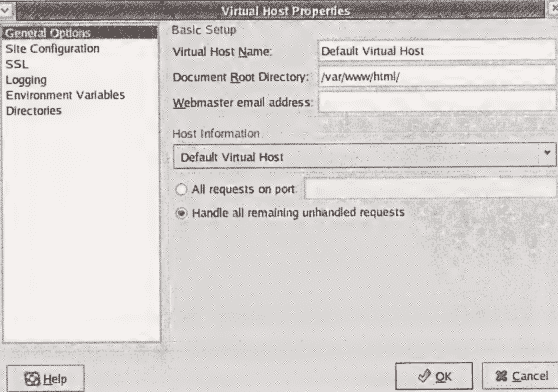 Virtual Host Properties
General Options
Site Configuration
SSL
Logging
Environment Variables
Directories
Basic Setup
Virtual Host Name: Default Virtual Host
Document Root Directory: /var/www/html/
Webmaster email address:
Host Information
Default Virtual Host
All requests on port:
Handle all remaining unhandled requests
Help
OK
Cancel